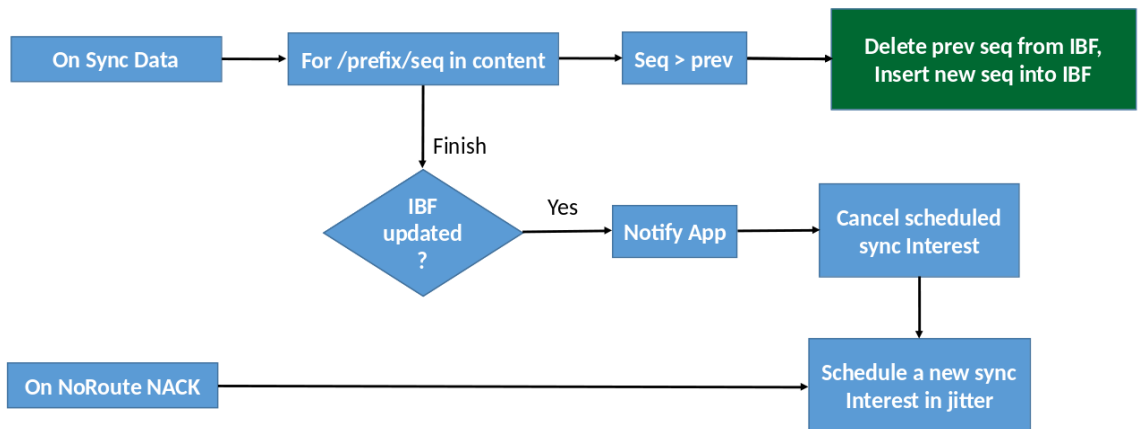 On Sync Data
For /prefix/seq in content
Seq > prev
Delete prev seq from IBF,
Insert new seq into IBF
Finish
IBF
updated
?
Yes
Notify App
Cancel scheduled
sync Interest
On NoRoute NACK
Schedule a new sync
Interest in jitter